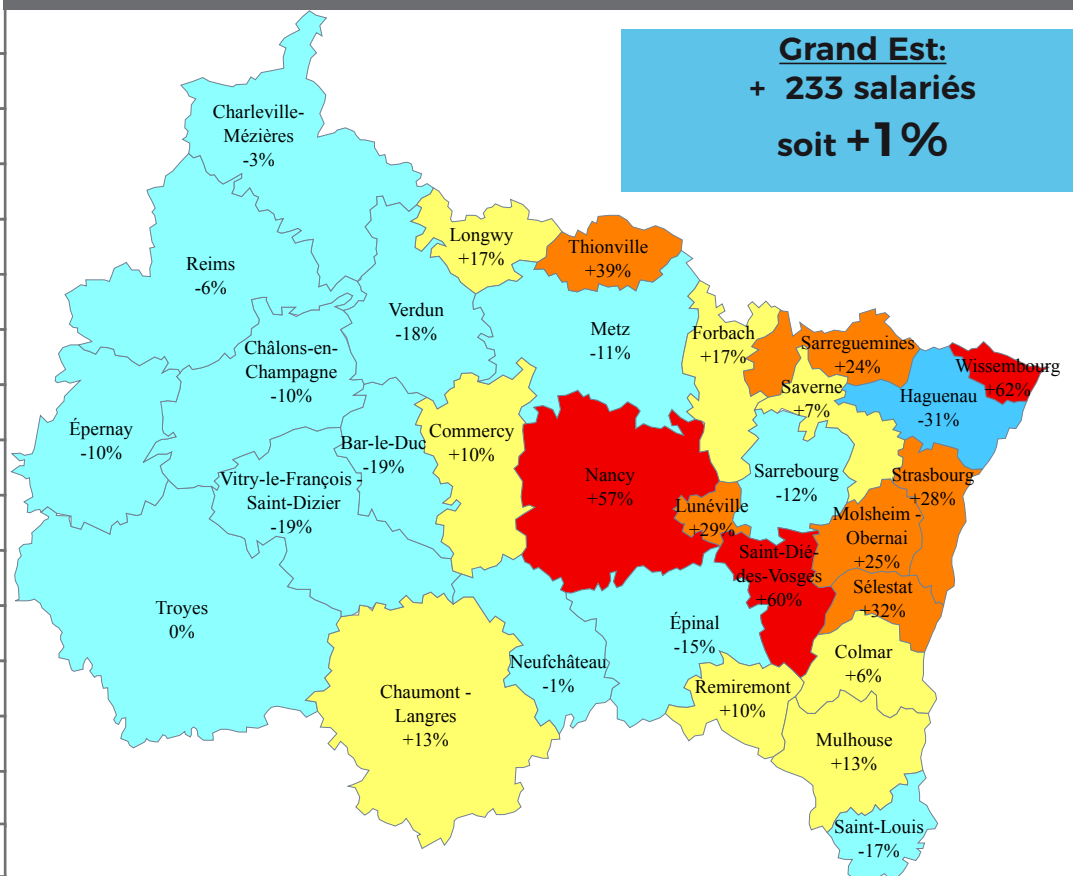 Grand Est:
+ 233 salariés
soit +1%
Charleville-
Mézières
-3%
Reims
-6%
Longwy
+17%
Thionville
+39%
Verdun
-18%
Metz
-11%
Forbach
+17%
Sarreguemines
+24%
Wissembourg
+62%
Châlons-en-
Champagne
-10%
Saverne
+7%
Haguenau
-31%
Épernay
-10%
Bar-le-Duc
-19%
Commercy
+10%
Nancy
+57%
Sarrebourg
-12%
Strasbourg
+28%
Vitry-le-François -
Saint-Dizier
-19%
Lunéville
+29%
Molsheim -
Obernai
+25%
Saint-Dié-
des-Vosges
+60%
Sélestat
+32%
Troyes
0%
Épinal
-15%
Neufchâteau
-1%
Colmar
+6%
Chaumont -
Langres
+13%
Remiremont
+10%
Mulhouse
+13%
Saint-Louis
-17%